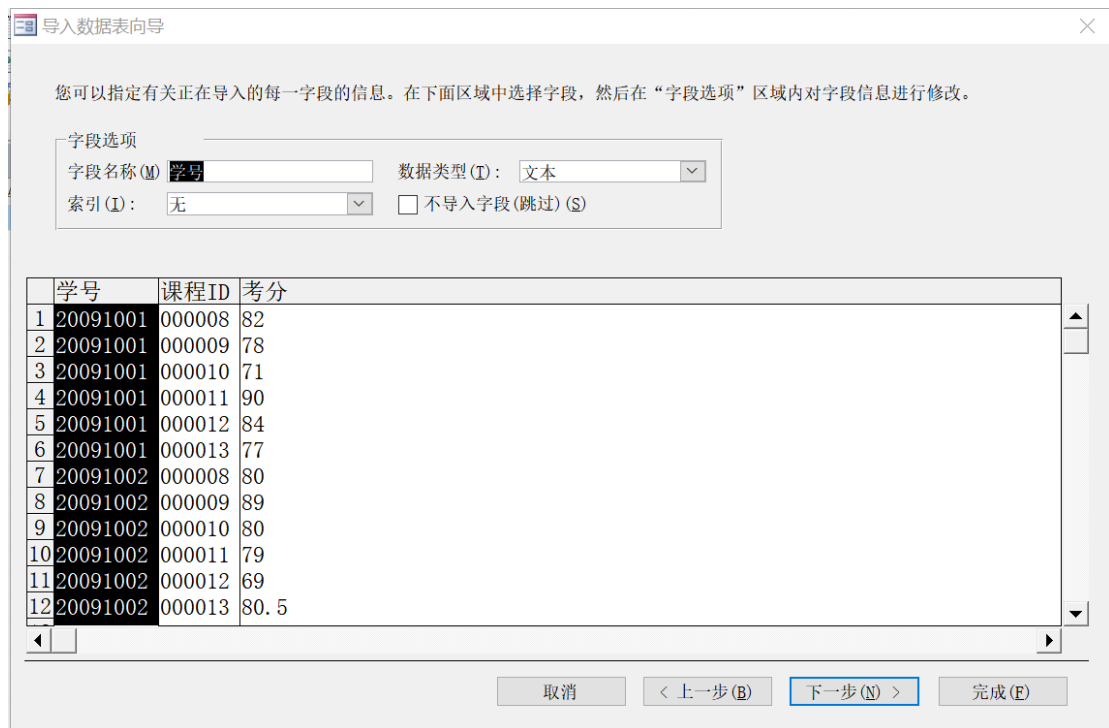 导入数据表向导
您可以指定有关正在导入的每一字段的信息。在下面区域中选择字段，然后在“字段选项”区域内对字段信息进行修改。
字段选项
字段名称(M) 学号 数据类型(T)： 文本
索引(I)： 无 不导入字段(跳过)(S)
学号 课程ID 考分
1 20091001 000008 82
2 20091001 000009 78
3 20091001 000010 71
4 20091001 000011 90
5 20091001 000012 84
6 20091001 000013 77
7 20091002 000008 80
8 20091002 000009 89
9 20091002 000010 80
10 20091002 000011 79
11 20091002 000012 69
12 20091002 000013 80.5
取消 < 上一步(B) 下一步(N) > 完成(F)